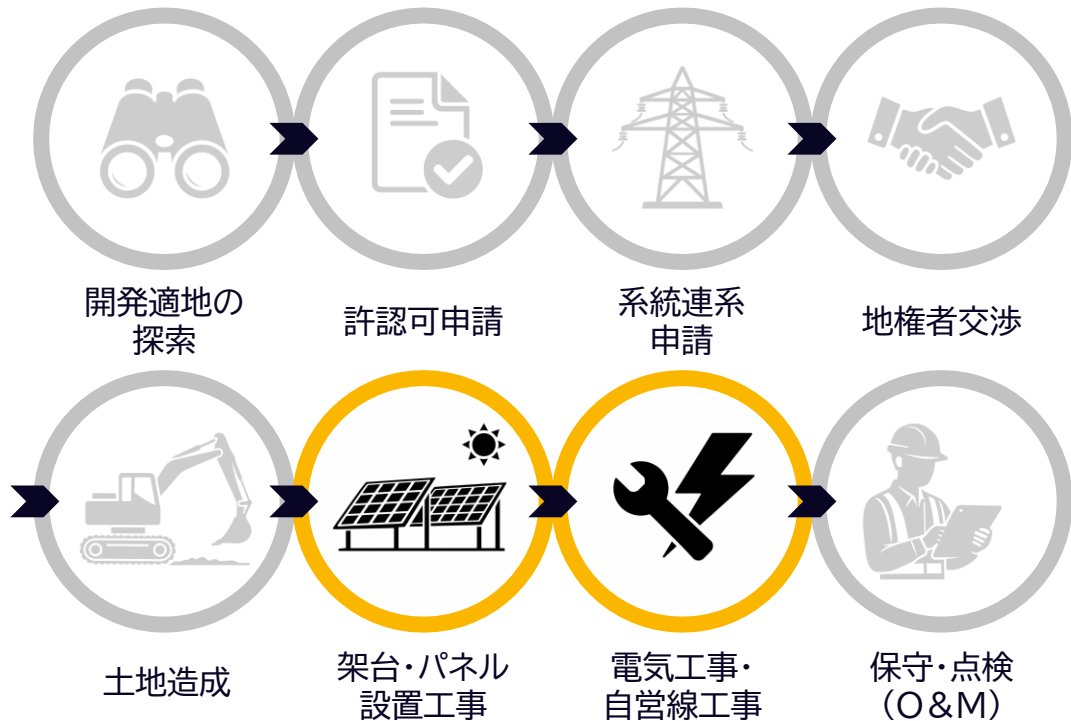 開発適地の
探索
許認可申請
系統連系
申請
地権者交渉
土地造成
架台・パネル
設置工事
電気工事・
自営線工事
保守・点検
（O＆M）